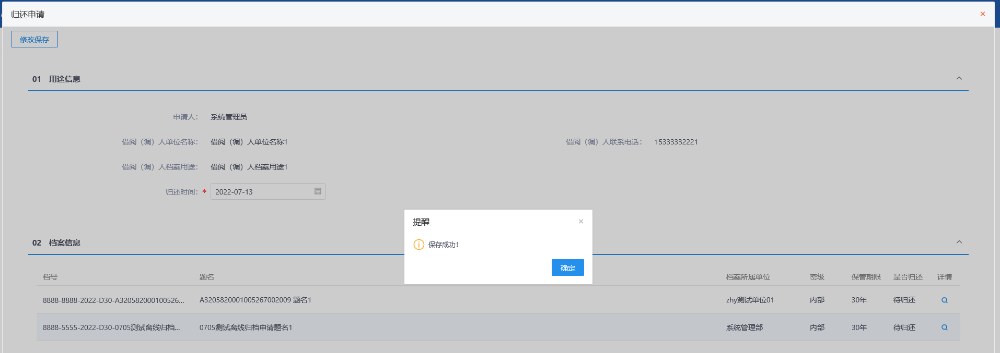 归还申请
修改保存
01 用途信息
申请人： 系统管理员
借阅（调）人单位名称： 借阅（调）人单位名称1 借阅（调）人联系电话： 15333332221
借阅（调）人档案用途： 借阅（调）人档案用途1
归还时间： * 2022-07-13
提醒
保存成功!
确定
02 档案信息
档号 题名 档案所属单位 密级 保管期限 是否归还 详情
8888-8888-2022-D30-A320582000100526... A3205820001005267002009 题名1 zhy测试单位01 内部 30年 待归还
8888-5555-2022-D30-0705测试离线归档... 0705测试离线归档申请题名1 系统管理部 内部 30年 待归还